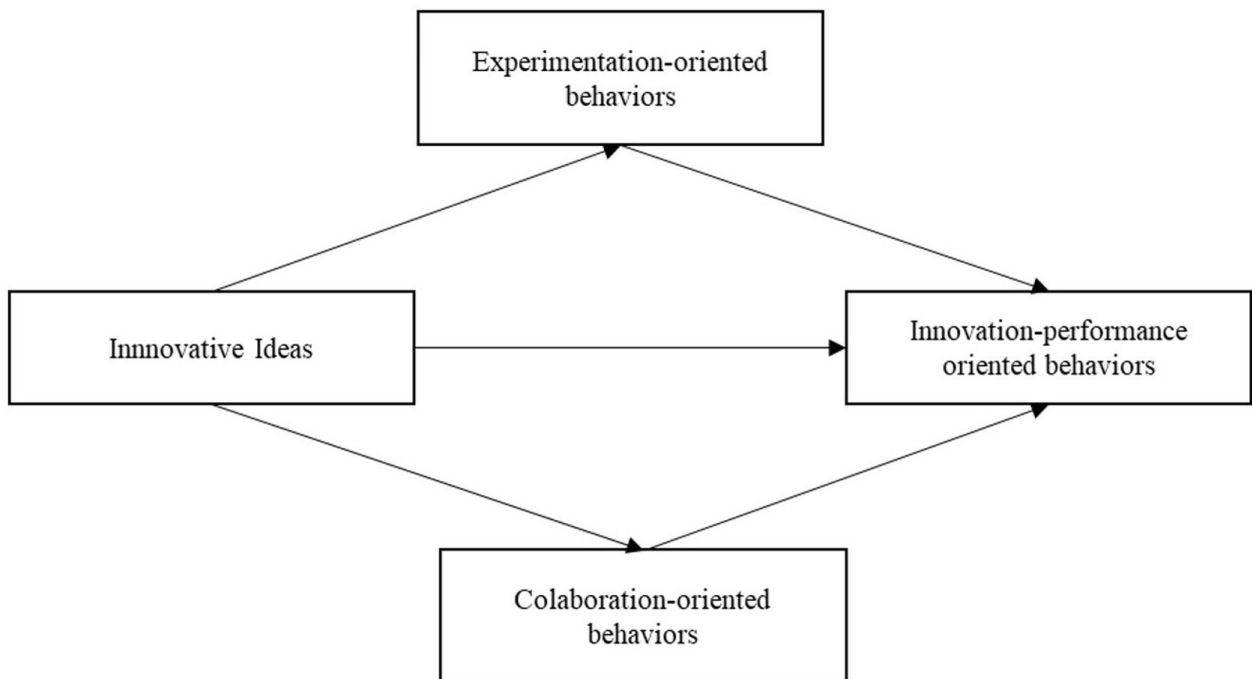 Experimentation-oriented
behaviors
Innnovative Ideas
Innovation-performance
oriented behaviors
Colaboration-oriented
behaviors